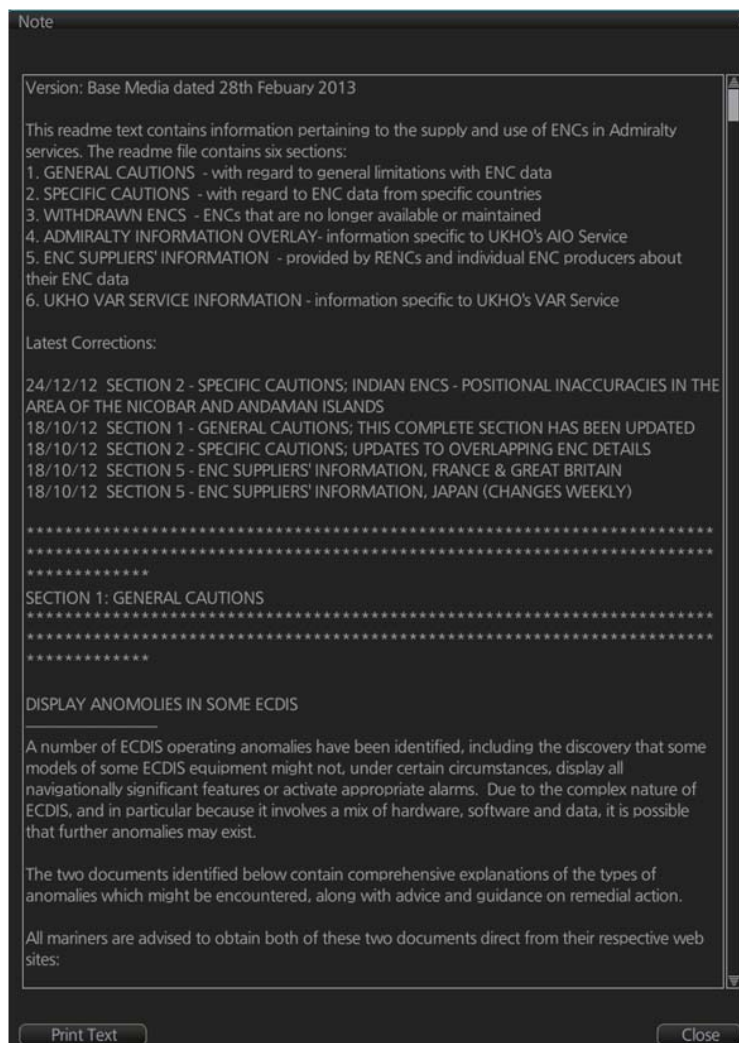 Note
Version: Base Media dated 28th Febuary 2013
This readme text contains information pertaining to the supply and use of ENCs in Admiralty
services. The readme file contains six sections:
1. GENERAL CAUTIONS  - with regard to general limitations with ENC data
2. SPECIFIC CAUTIONS  - with regard to ENC data from specific countries
3. WITHDRAWN ENCS - ENCs that are no longer available or maintained
4. ADMIRALTY INFORMATION OVERLAY- information specific to UKHO's AIO Service
5. ENC SUPPLIERS' INFORMATION  - provided by RENCs and individual ENC producers about
their ENC data
6. UKHO VAR SERVICE INFORMATION - information specific to UKHO's VAR Service
Latest Corrections:
24/12/12  SECTION 2 - SPECIFIC CAUTIONS; INDIAN ENCS - POSITIONAL INACCURACIES IN THE
AREA OF THE NICOBAR AND ANDAMAN ISLANDS
18/10/12  SECTION 1 - GENERAL CAUTIONS; THIS COMPLETE SECTION HAS BEEN UPDATED
18/10/12  SECTION 2 - SPECIFIC CAUTIONS; UPDATES TO OVERLAPPING ENC DETAILS
18/10/12  SECTION 5 - ENC SUPPLIERS' INFORMATION, FRANCE & GREAT BRITAIN
18/10/12  SECTION 5 - ENC SUPPLIERS' INFORMATION, JAPAN (CHANGES WEEKLY)
*************************************************************************
*************************************************************************
*************
SECTION 1: GENERAL CAUTIONS
*************************************************************************
*************************************************************************
*************
DISPLAY ANOMOLIES IN SOME ECDIS
_______________
A number of ECDIS operating anomalies have been identified, including the discovery that some
models of some ECDIS equipment might not, under certain circumstances, display all
navigationally significant features or activate appropriate alarms.  Due to the complex nature of
ECDIS, and in particular because it involves a mix of hardware, software and data, it is possible
that further anomalies may exist.
The two documents identified below contain comprehensive explanations of the types of
anomalies which might be encountered, along with advice and guidance on remedial action.
All mariners are advised to obtain both of these two documents direct from their respective web
sites:
Print Text
Close